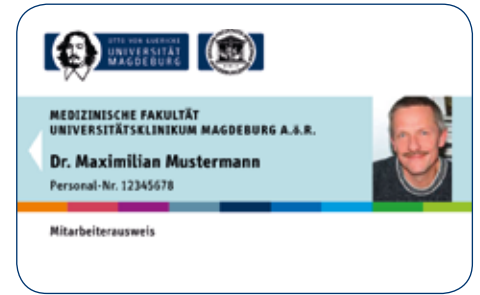 OTTO VON GUERICKE
UNIVERSITÄT
MAGDEBURG
MEDIZINISCHE FAKULTÄT
UNIVERSITÄTSKLINIKUM MAGDEBURG A.ö.R.
Dr. Maximilian Mustermann
Personal-Nr. 12345678
Mitarbeiterausweis